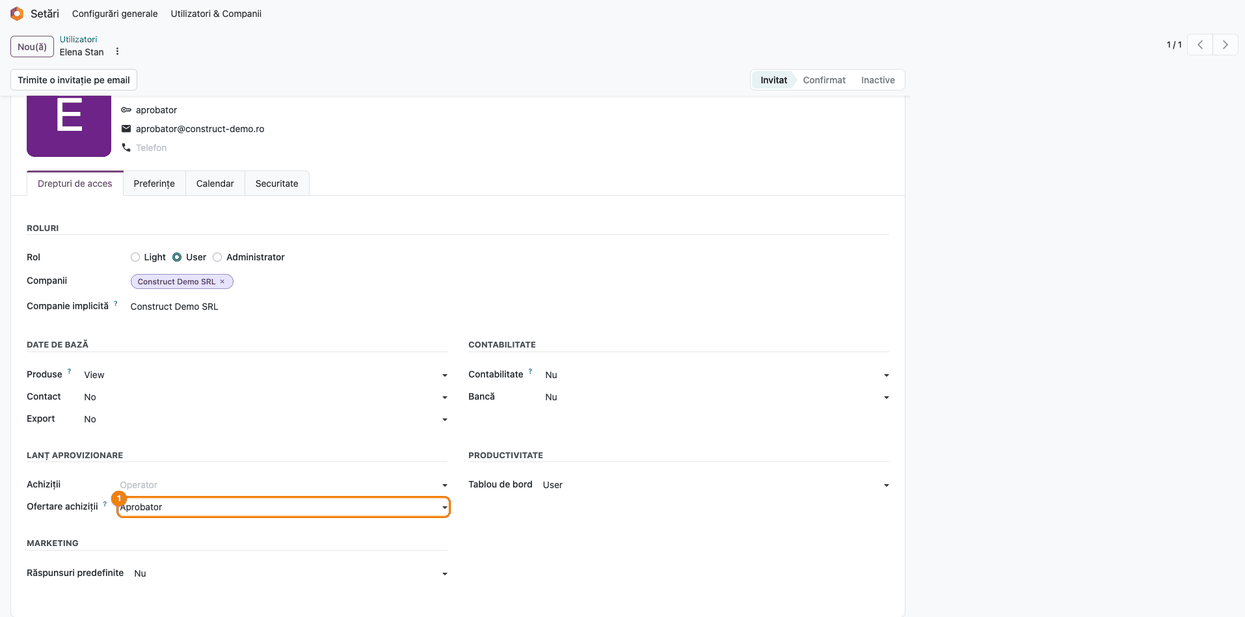 Setări Configurări generale Utilizatori & Companii
Nou(ă) Utilizatori
Elena Stan
1 / 1
Trimite o invitație pe email
Invitat Confirmat Inactive
E
aprobator
aprobator@construct-demo.ro
Telefon
Drepturi de acces Preferințe Calendar Securitate
ROLURI
Rol Light User Administrator
Companii Construct Demo SRL ×
Companie implicită ? Construct Demo SRL
DATE DE BAZĂ
Produse ? View
Contact No
Export No
CONTABILITATE
Contabilitate ? Nu
Bancă Nu
LANȚ APROVIZIONARE
Achiziții Operator
1
Ofertare achiziții ? Aprobator
PRODUCTIVITATE
Tablou de bord User
MARKETING
Răspunsuri predefinite Nu